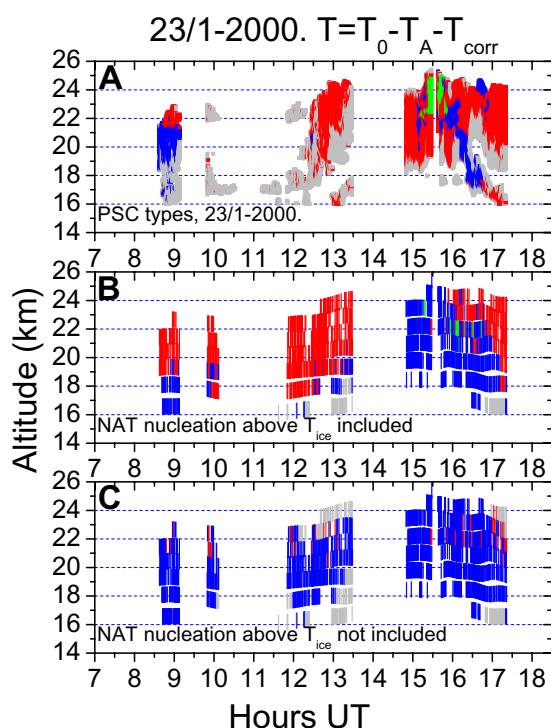 23/1-2000. T=T0-TA-Tcorr
A
26
24
22
20
18
16
14
PSC types, 23/1-2000.
7 8 9 10 11 12 13 14 15 16 17 18
Altitude (km)
B
26
24
22
20
18
16
14
NAT nucleation above Tice included
7 8 9 10 11 12 13 14 15 16 17 18
C
26
24
22
20
18
16
14
NAT nucleation above Tice not included
7 8 9 10 11 12 13 14 15 16 17 18
Hours UT